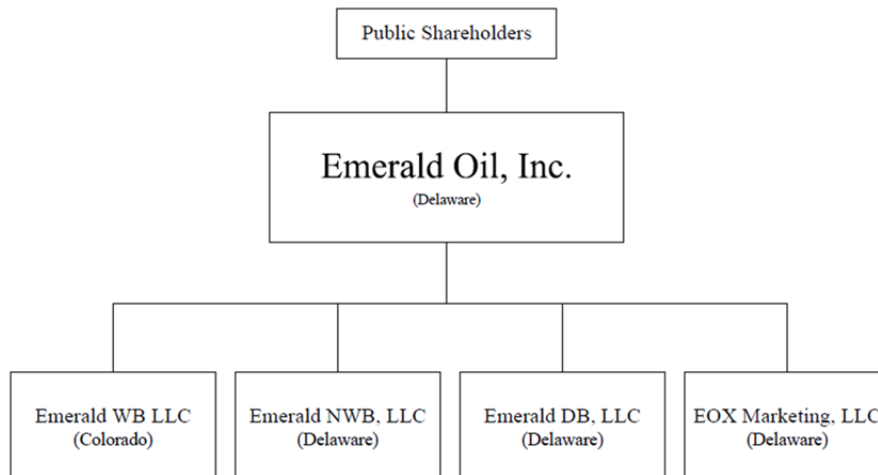 Public Shareholders
Emerald Oil, Inc.
(Delaware)
Emerald WB LLC
(Colorado)
Emerald NWB, LLC
(Delaware)
Emerald DB, LLC
(Delaware)
EOX Marketing, LLC
(Delaware)